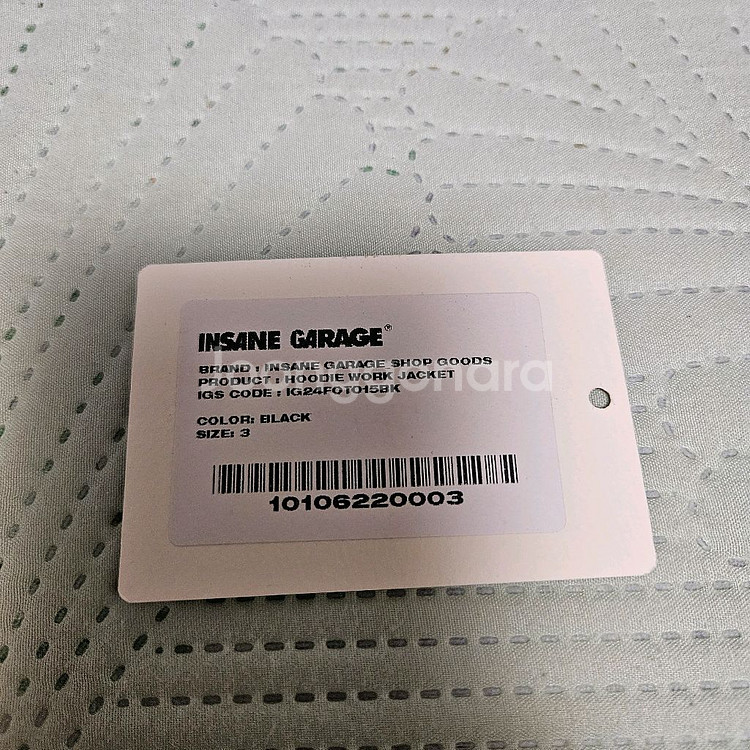 INSANE GARAGE®
BRAND : INSANE GARAGE SHOP GOODS
PRODUCT : HOODIE WORK JACKET
IGS CODE : IG24FOT015BK
COLOR: BLACK
SIZE: 3
10106220003
joonggonara